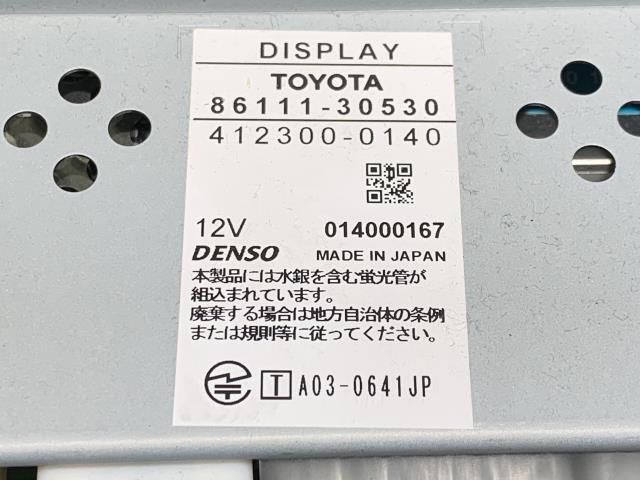 DISPLAY
TOYOTA
86111-30530
412300-0140
12V 014000167
DENSO MADE IN JAPAN
本製品には水銀を含む蛍光管が
組込まれています。
廃棄する場合は地方自治体の条例
または規則等に従ってください。
T A03-0641JP